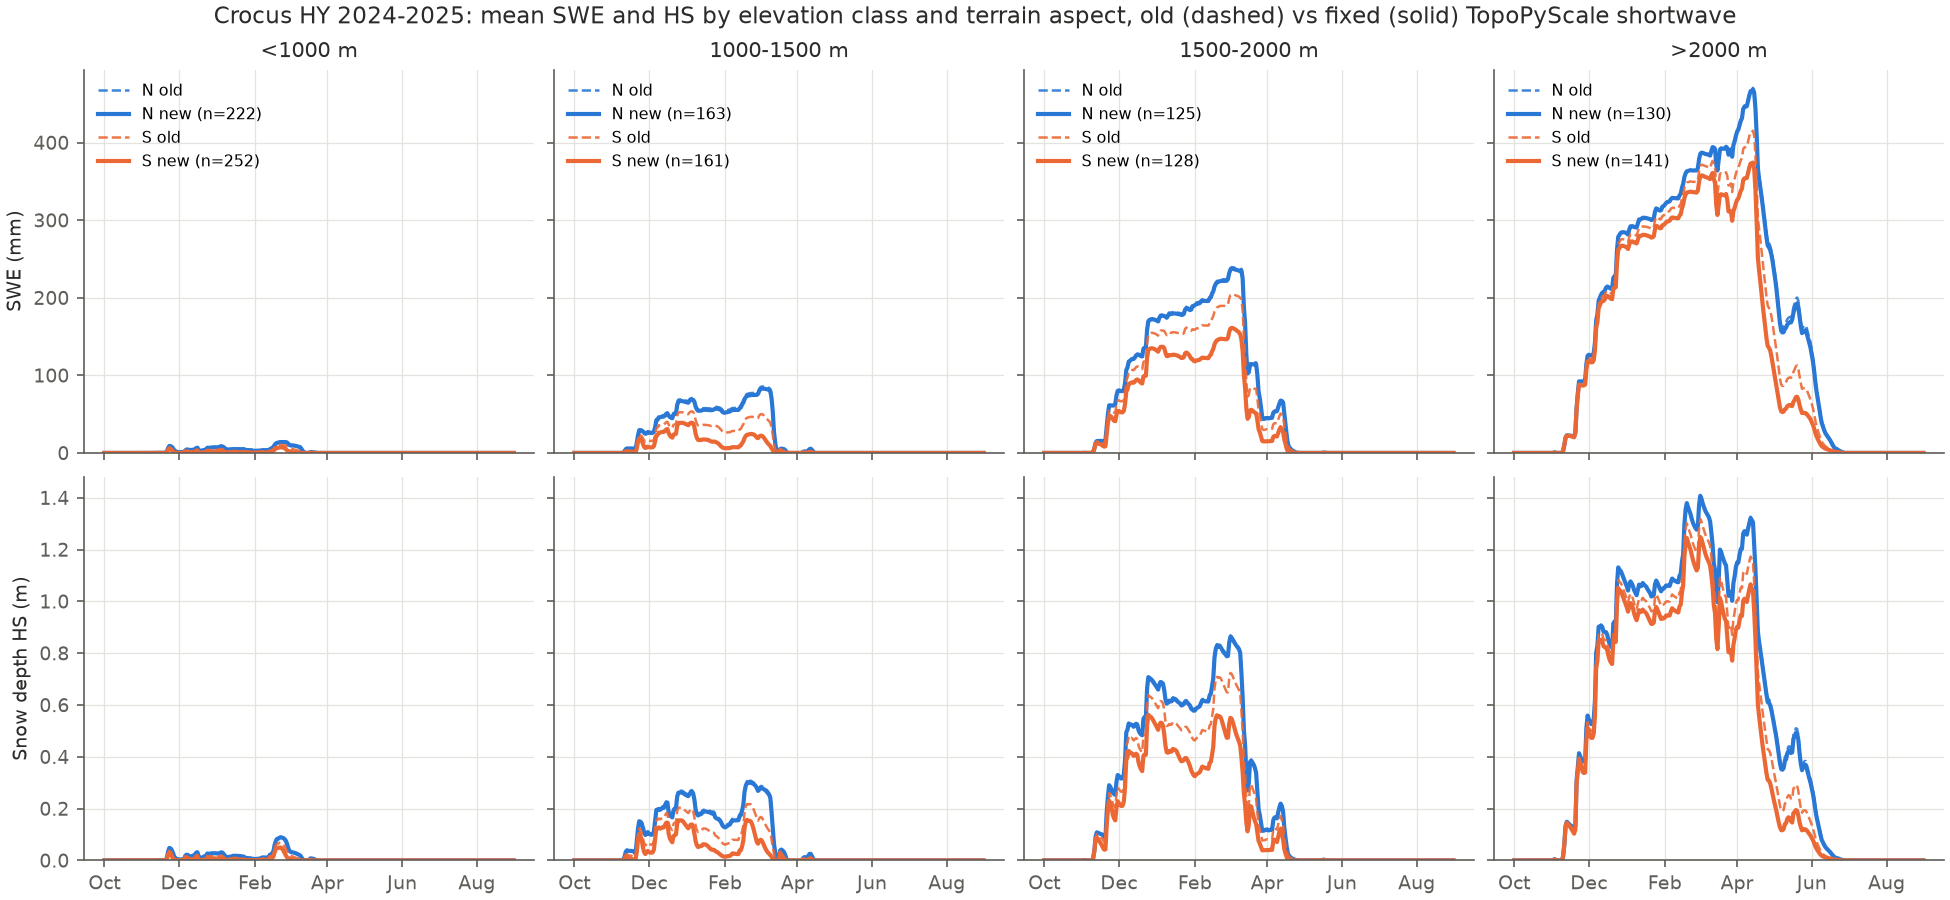 Crocus HY 2024-2025: mean SWE and HS by elevation class and terrain aspect, old (dashed) vs fixed (solid) TopoPyScale shortwave
<1000 m
1000-1500 m
1500-2000 m
>2000 m
SWE (mm)
400
300
200
100
0
N old
N new (n=222)
S old
S new (n=252)
N old
N new (n=163)
S old
S new (n=161)
N old
N new (n=125)
S old
S new (n=128)
N old
N new (n=130)
S old
S new (n=141)
Snow depth HS (m)
1.4
1.2
1.0
0.8
0.6
0.4
0.2
0.0
Oct Dec Feb Apr Jun Aug
Oct Dec Feb Apr Jun Aug
Oct Dec Feb Apr Jun Aug
Oct Dec Feb Apr Jun Aug